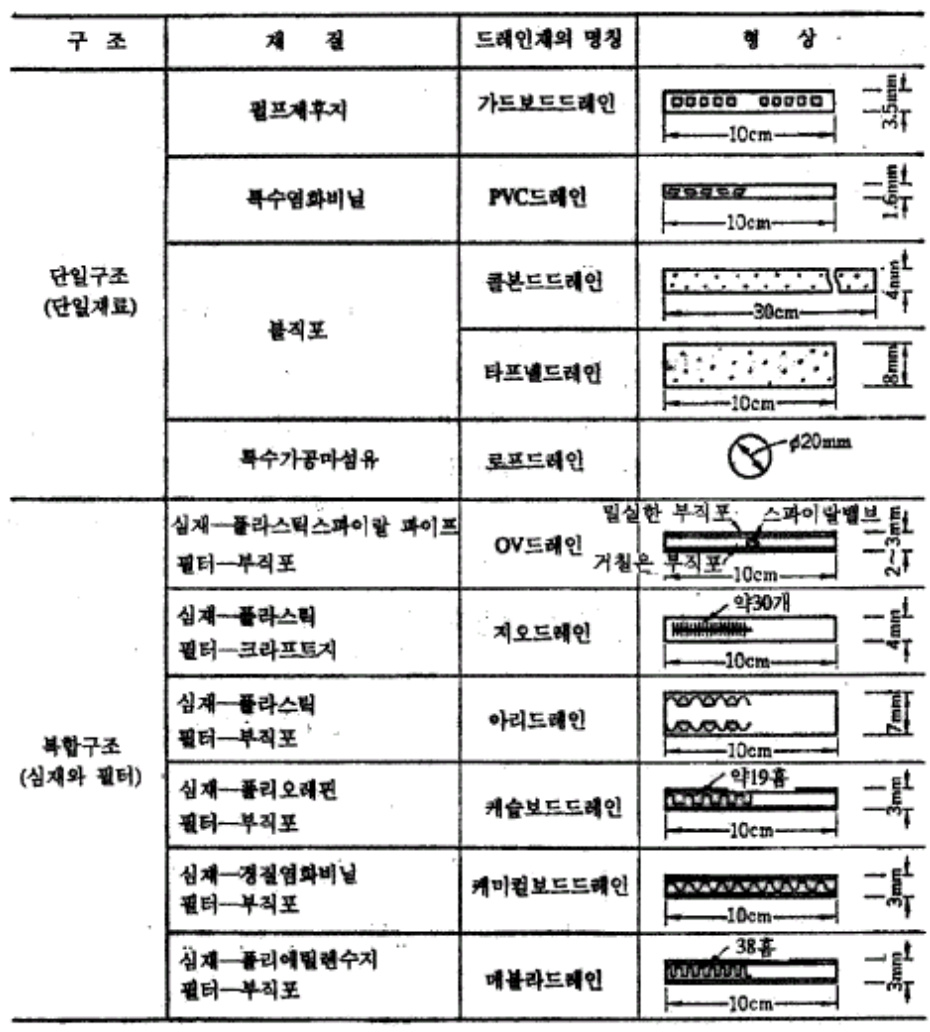 구 조 재 질 드레인재의 명칭 형 상
펄프제후지 가드보드드레인 10cm 3.5mm
특수염화비닐 PVC드레인 10cm 1.6mm
단일구조
(단일재료)
콜본드드레인 30cm 4mm
불직포
타프넬드레인 10cm 8mm
특수가공마섬유 로프드레인 φ20mm
심재—플라스틱스파이랄 파이프
필터—부직포
OV드레인
밀실한 부직포 스파이랄밸브
거칠은 부직포
10cm 2~3mm
심재—플라스틱
필터—크라프트지
지오드레인
약30개
10cm 4mm
심재—플라스틱
필터—부직포
아리드레인
10cm 7mm
복합구조
(심재와 필터)
심재—폴리오래핀
필터—부직포
케슬보드드레인
약19홈
10cm 3mm
심재—경질염화비닐
필터—부직포
케미컬보드드레인
10cm 3mm
심재—폴리에틸렌수지
필터—부직포
메블라드레인
38홈
10cm 3mm